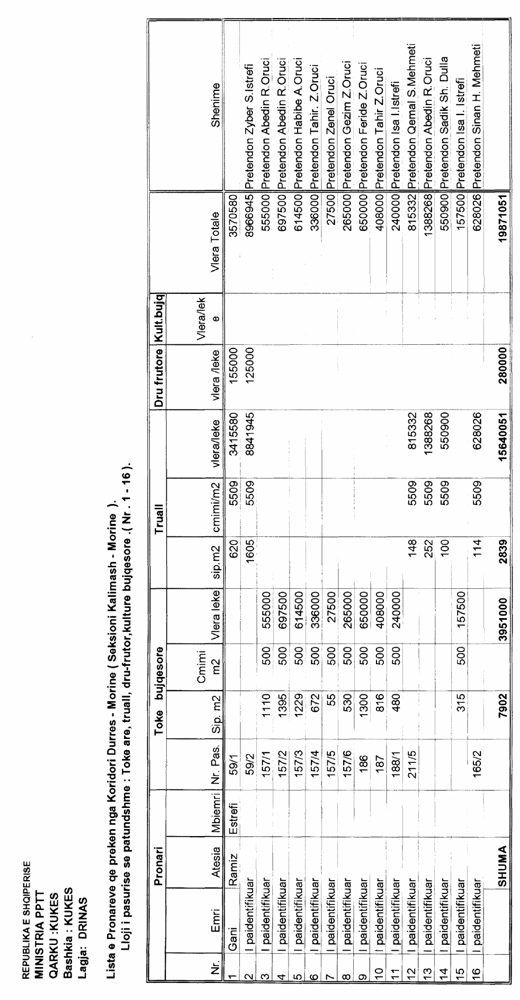 REPUBLIKA E SHQIPERISE
MINISTRIA PPTT
QARKU :KUKES
Bashkia : KUKES
Lagja: DRINAS
Lista e Pronareve qe preken nga Koridori Durres - Morine ( Seksioni Kalimash - Morine ).
Lloji i pasurise se patundshme : Toke are, truall, dru-frutor,kulture bujqesore .( Nr . 1 - 16 ).
Pronari Toke bujqesore Truall Dru frutore Kult.bujq
Nr. Emri Atesia Mbiemri Nr. Pas. Sip. m2 Cmimi m2 Vlera leke sip.m2 cmimi/m2 vlera/leke vlera /leke Vlera/lek e Vlera Totale Shenime
1 Gani Ramiz Estrefi 59/1 620 5509 3415580 155000 3570580
2 I paidentifikuar 59/2 1605 5509 8841945 125000 8966945 Pretendon Zyber S.Istrefi
3 I paidentifikuar 157/1 1110 500 555000 555000 Pretendon Abedin R.Oruci
4 I paidentifikuar 157/2 1395 500 697500 697500 Pretendon Abedin R.Oruci
5 I paidentifikuar 157/3 1229 500 614500 614500 Pretendon Habibe A.Oruci
6 I paidentifikuar 157/4 672 500 336000 336000 Pretendon Tahir. Z.Oruci
7 I paidentifikuar 157/5 55 500 27500 27500 Pretendon Zenel Oruci
8 I paidentifikuar 157/6 530 500 265000 265000 Pretendon Gezim Z.Oruci
9 I paidentifikuar 186 1300 500 650000 650000 Pretendon Feride Z.Oruci
10 I paidentifikuar 187 816 500 408000 408000 Pretendon Tahir Z.Oruci
11 I paidentifikuar 188/1 480 500 240000 240000 Pretendon Isa I.Istrefi
12 I paidentifikuar 211/5 148 5509 815332 815332 Pretendon Qemal S.Mehmeti
13 I paidentifikuar 252 5509 1388268 1388268 Pretendon Abedin R.Oruci
14 I paidentifikuar 100 5509 550900 550900 Pretendon Sadik Sh. Dulla
15 I paidentifikuar 315 500 157500 157500 Pretendon Isa I. Istrefi
16 I paidentifikuar 165/2 114 5509 628026 628026 Pretendon Sinan H. Mehmeti
SHUMA 7902 3951000 2839 15640051 280000 19871051